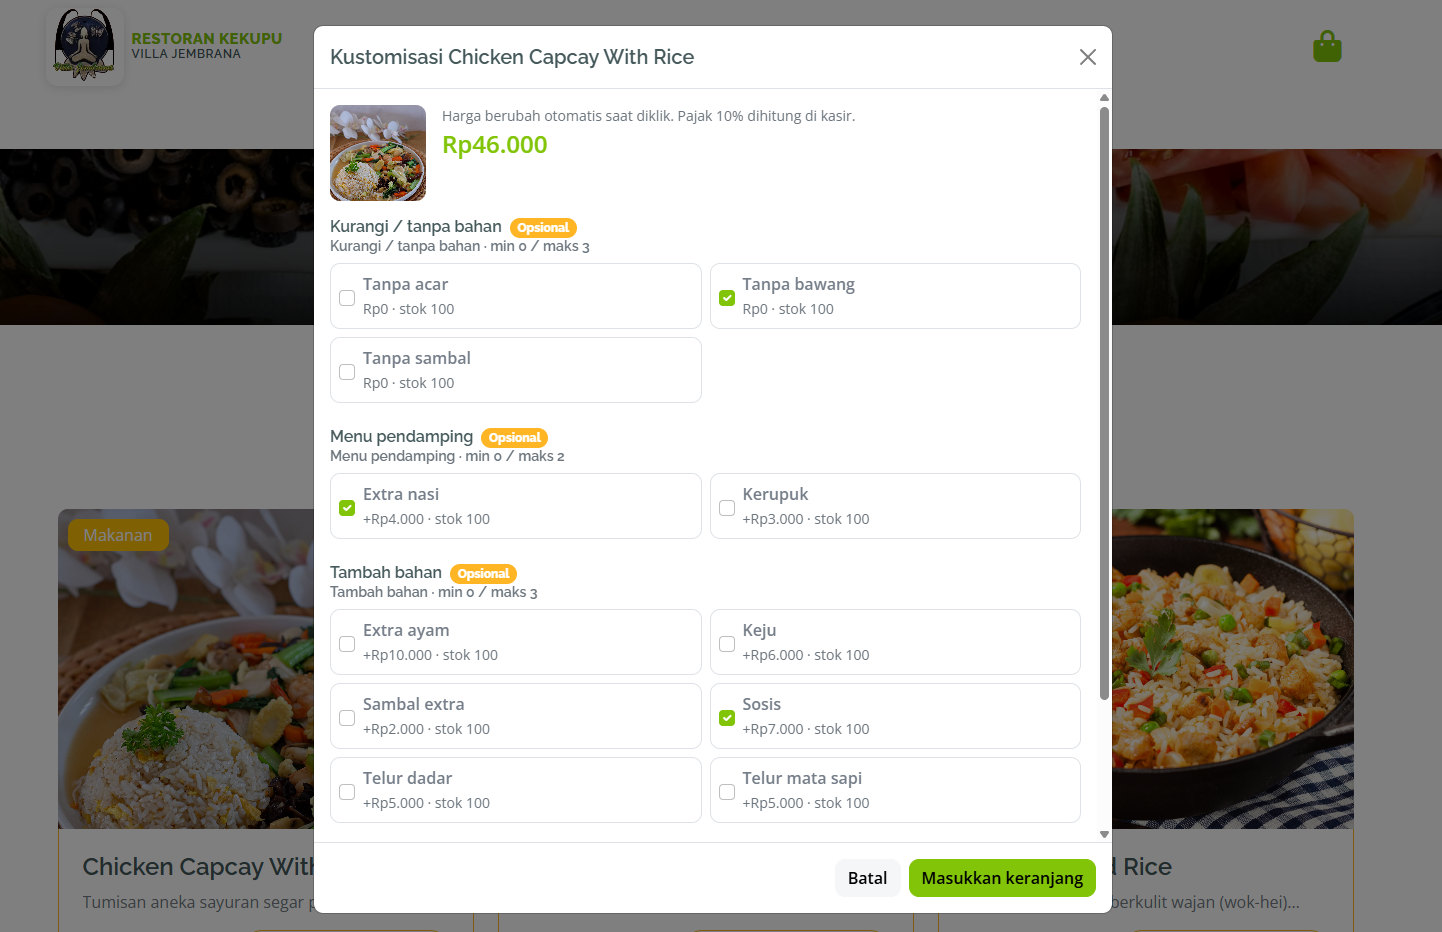 RESTORAN KEKUPU
VILLA JEMBRANA
Kustomisasi Chicken Capcay With Rice
Harga berubah otomatis saat diklik. Pajak 10% dihitung di kasir.
Rp46.000
Kurangi / tanpa bahan Opsional
Kurangi / tanpa bahan · min 0 / maks 3
Tanpa acar
Rp0 · stok 100
Tanpa bawang
Rp0 · stok 100
Tanpa sambal
Rp0 · stok 100
Menu pendamping Opsional
Menu pendamping · min 0 / maks 2
Extra nasi
+Rp4.000 · stok 100
Kerupuk
+Rp3.000 · stok 100
Tambah bahan Opsional
Tambah bahan · min 0 / maks 3
Extra ayam
+Rp10.000 · stok 100
Keju
+Rp6.000 · stok 100
Sambal extra
+Rp2.000 · stok 100
Sosis
+Rp7.000 · stok 100
Telur dadar
+Rp5.000 · stok 100
Telur mata sapi
+Rp5.000 · stok 100
Batal
Masukkan keranjang
Makanan
Chicken Capcay Wit
Tumisan aneka sayuran segar
Rice
berkulit wajan (wok-hei)...